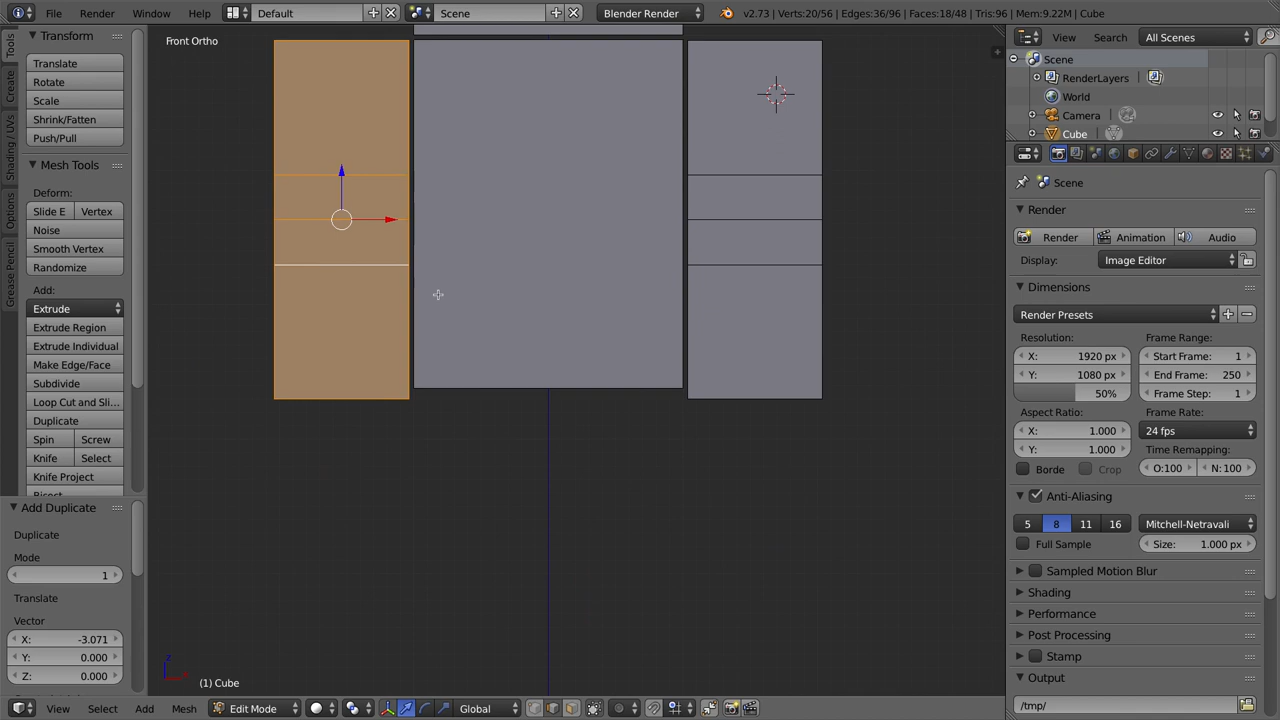 File Render Window Help Default Scene Blender Render v2.73 | Verts:20/56 | Edges:36/96 | Faces:18/48 | Tris:96 | Mem:9.22M | Cube
Tools
Create
Shading / UVs
Options
Grease Pencil
Transform
Translate
Rotate
Scale
Shrink/Fatten
Push/Pull
Mesh Tools
Deform:
Slide E Vertex
Noise
Smooth Vertex
Randomize
Add:
Extrude
Extrude Region
Extrude Individual
Make Edge/Face
Subdivide
Loop Cut and Sli...
Duplicate
Spin Screw
Knife Select
Knife Project
Bisect
Add Duplicate
Duplicate
Mode
1
Translate
Vector
X: -3.071
Y: 0.000
Z: 0.000
Front Ortho
z
(1) Cube
View Select Add Mesh Edit Mode Global
View Search All Scenes
Scene
RenderLayers
World
Camera
Cube
Scene
Render
Render Animation Audio
Display: Image Editor
Dimensions
Render Presets
Resolution: Frame Range:
X: 1920 px Start Frame: 1
Y: 1080 px End Frame: 250
50% Frame Step: 1
Aspect Ratio: Frame Rate:
X: 1.000 24 fps
Y: 1.000 Time Remapping:
Borde Crop O:100 N:100
Anti-Aliasing
5 8 11 16 Mitchell-Netravali
Full Sample Size: 1.000 px
Sampled Motion Blur
Shading
Performance
Post Processing
Stamp
Output
/tmp/